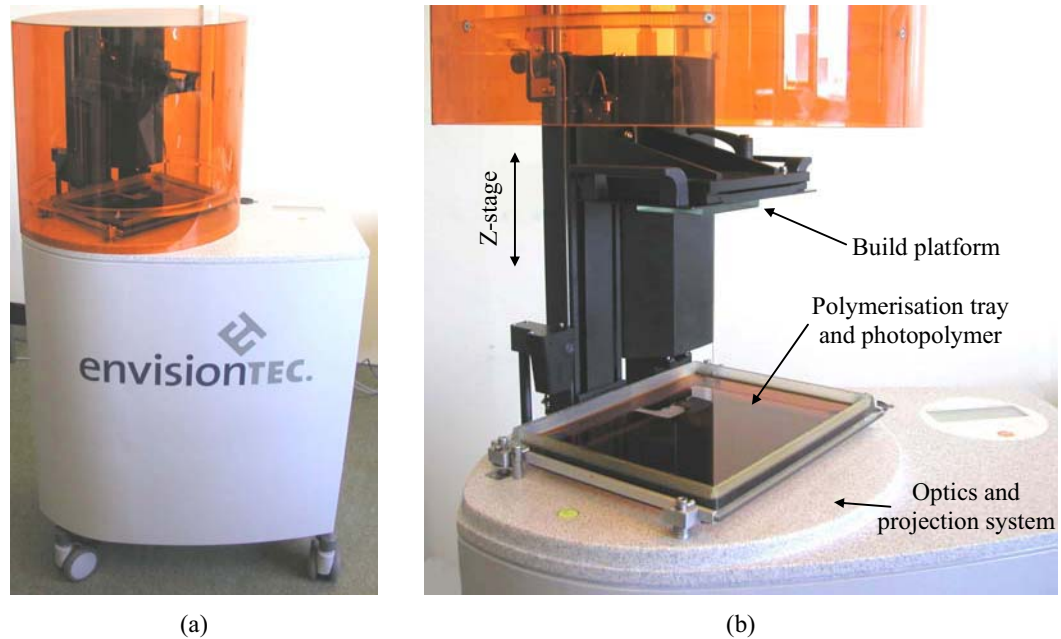 envisionTEC.
Z-stage
Build platform
Polymerisation tray
and photopolymer
Optics and
projection system
(a)
(b)